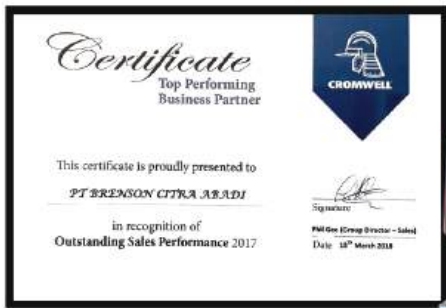 Certificate
Top Performing
Business Partner
CROMWELL
This certificate is proudly presented to
PT BRENSON CITRA ABADI
in recognition of
Outstanding Sales Performance 2017
Signature
Phil Gee (Group Director – Sales)
Date 15th March 2018